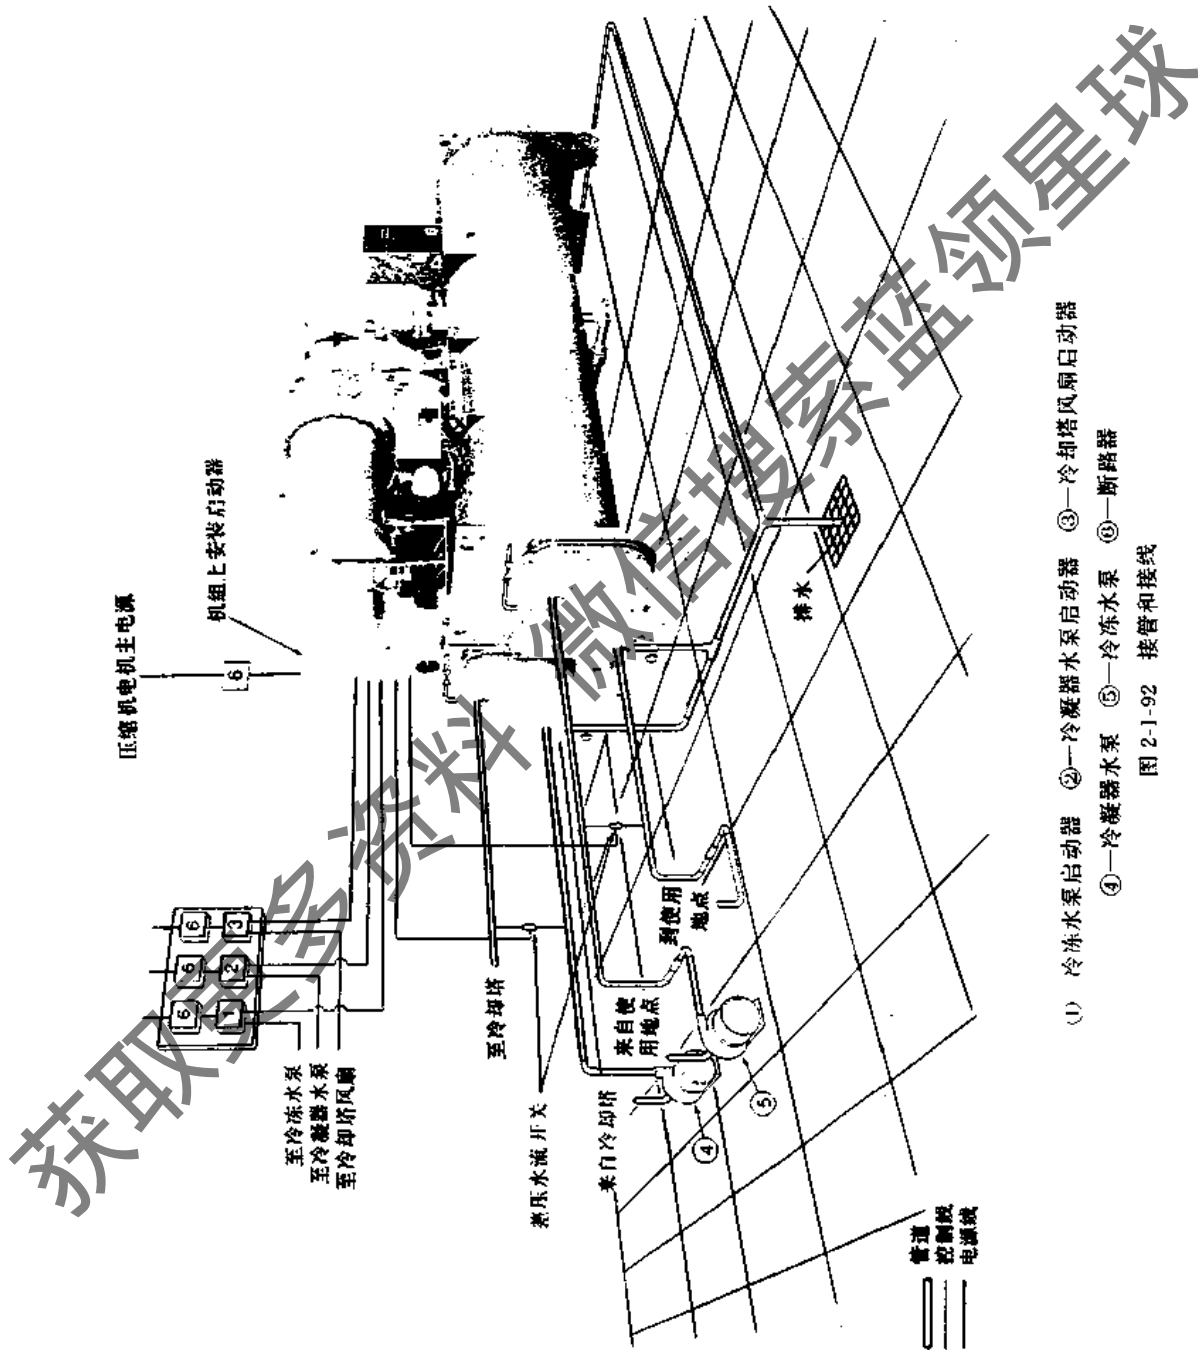 压缩机电机主电源
6
机组上安装启动器
6
6
6
1
2
3
至冷冻水泵
至冷凝器水泵
至冷却塔风扇
至冷却塔
差压水流开关
来自冷却塔
来自使
用地点
到使用
地点
排水
④
⑤
管道
控制线
电源线
(1) 冷冻水泵启动器 ②—冷凝器水泵启动器 ③—冷却塔风扇启动器
④—冷凝器水泵 ⑤—冷冻水泵 ⑥—断路器
图 2-1-92 接管和接线
获取更多资料 微信搜索蓝领星球